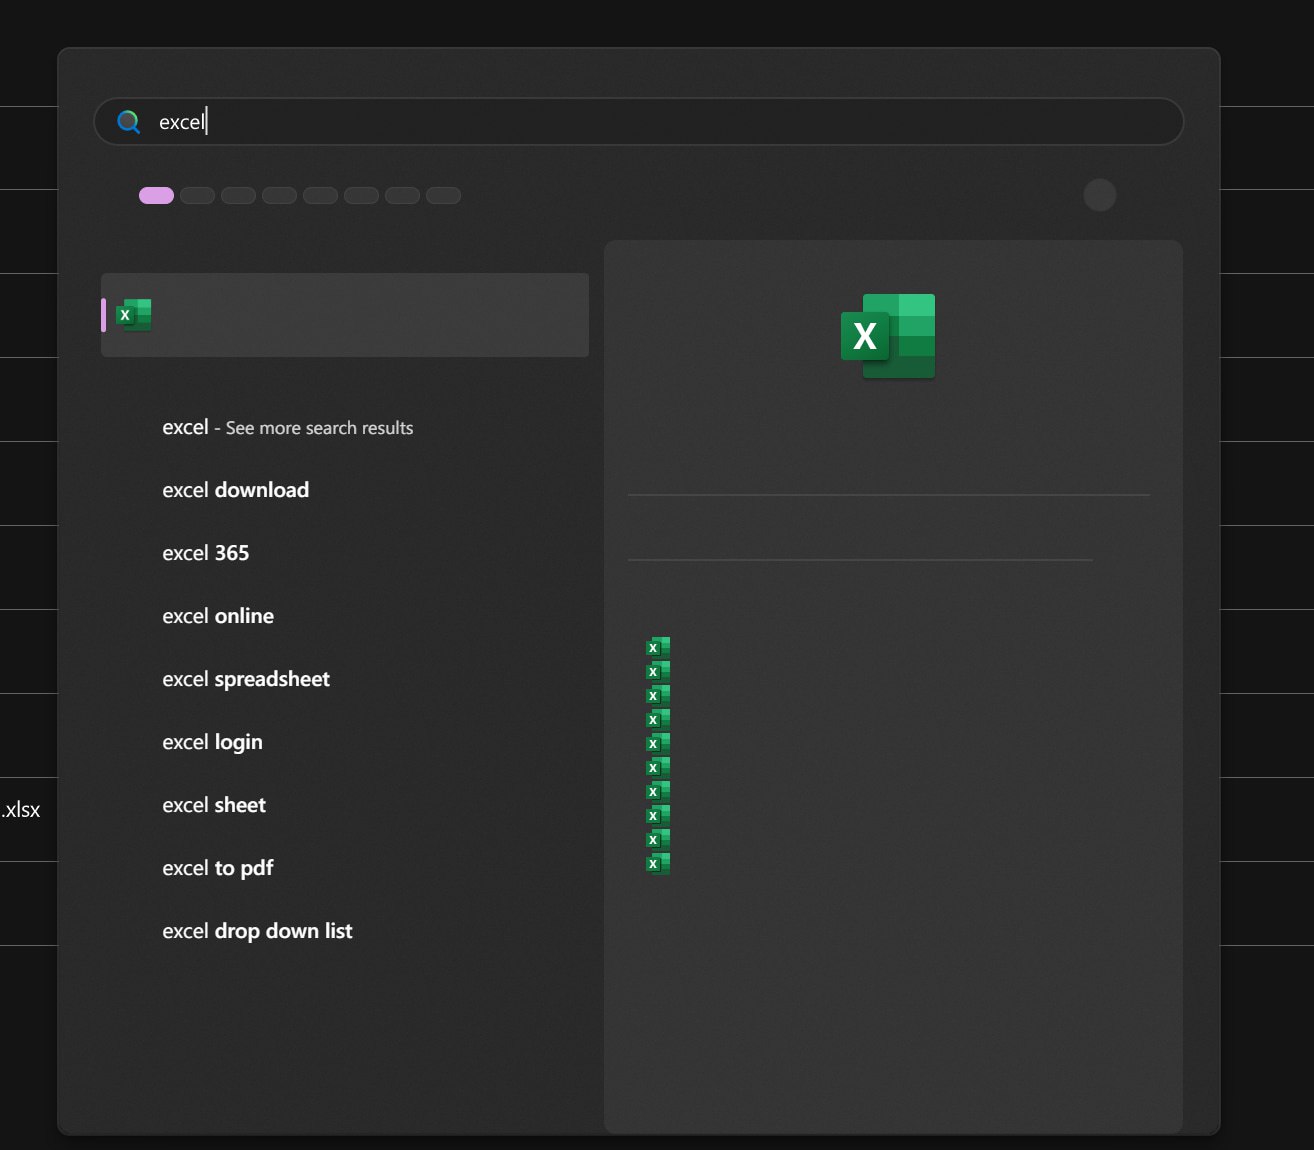 excel
X
X
excel - See more search results
excel download
excel 365
excel online
excel spreadsheet
excel login
excel sheet
excel to pdf
excel drop down list
X
X
X
X
X
X
X
X
X
X
.xlsx